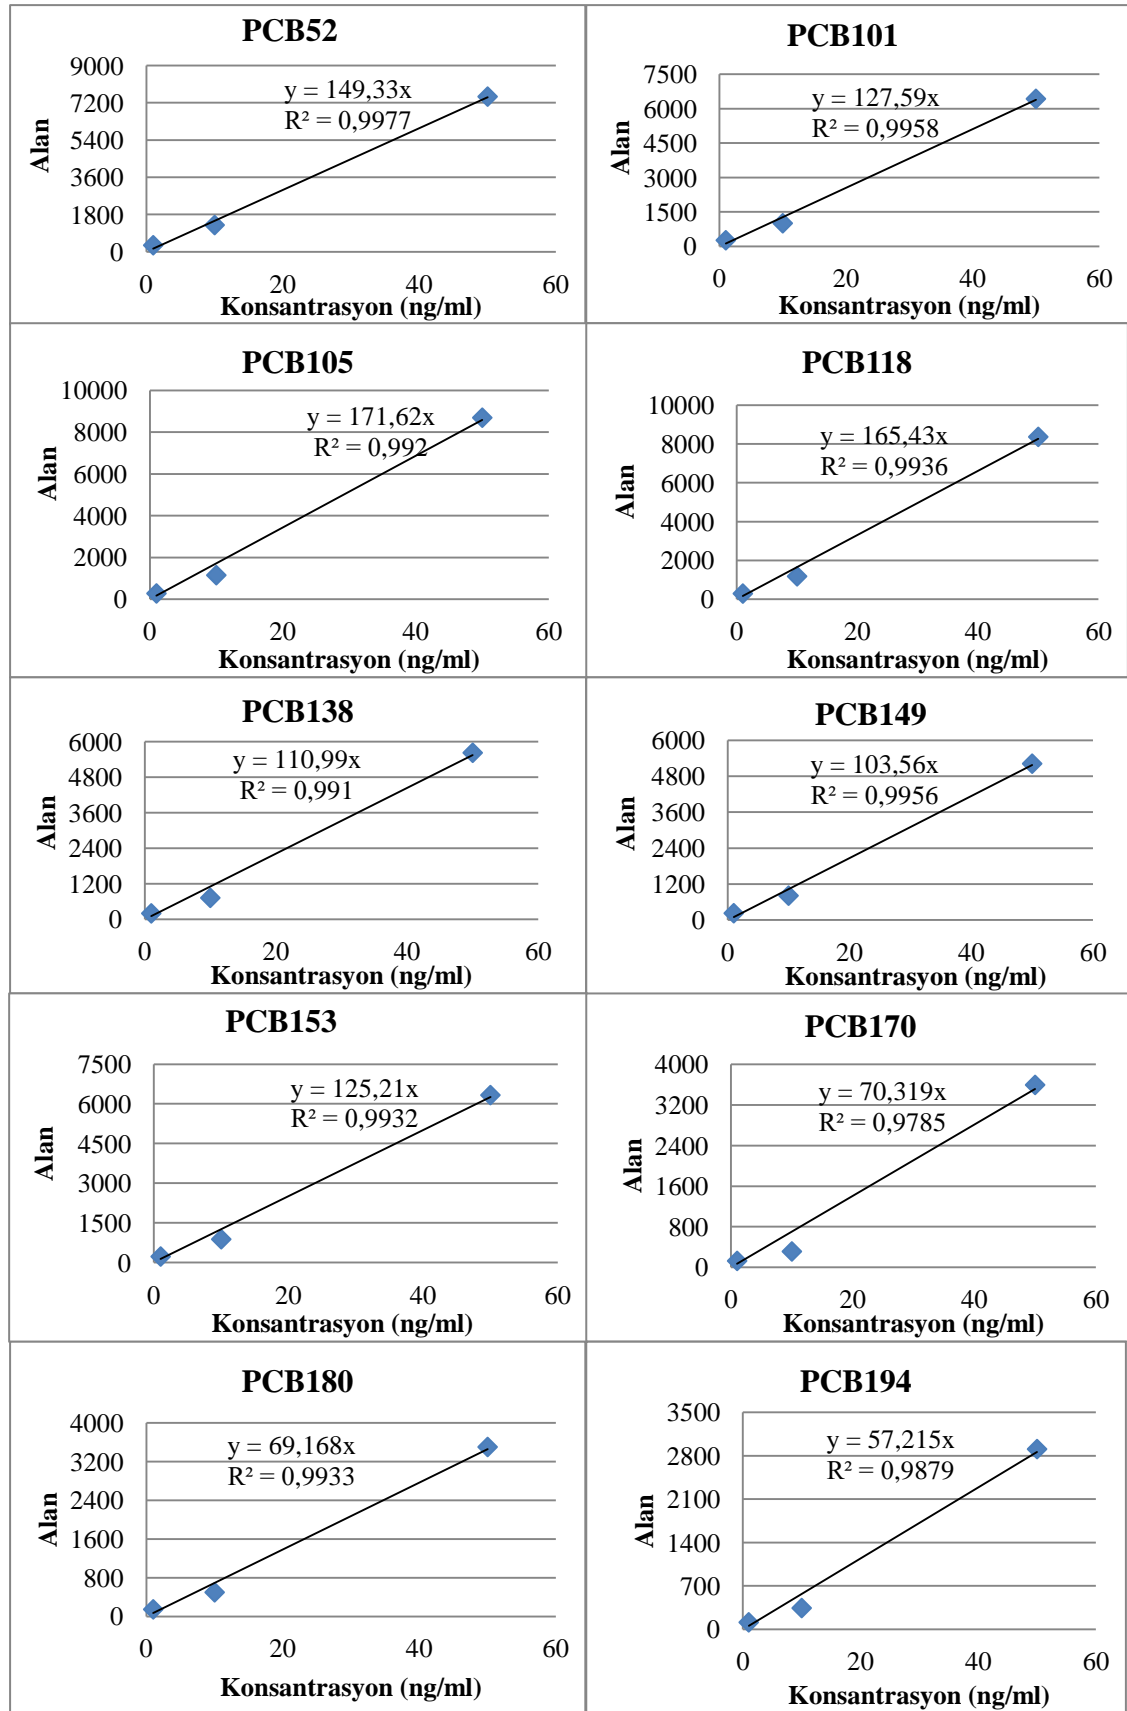 PCB52
y = 149,33x
R² = 0,9977
9000
7200
5400
3600
1800
0
Alan
0 20 40 60
Konsantrasyon (ng/ml)
PCB101
y = 127,59x
R² = 0,9958
7500
6000
4500
3000
1500
0
Alan
0 20 40 60
Konsantrasyon (ng/ml)
PCB105
y = 171,62x
R² = 0,992
10000
8000
6000
4000
2000
0
Alan
0 20 40 60
Konsantrasyon (ng/ml)
PCB118
y = 165,43x
R² = 0,9936
10000
8000
6000
4000
2000
0
Alan
0 20 40 60
Konsantrasyon (ng/ml)
PCB138
y = 110,99x
R² = 0,991
6000
4800
3600
2400
1200
0
Alan
0 20 40 60
Konsantrasyon (ng/ml)
PCB149
y = 103,56x
R² = 0,9956
6000
4800
3600
2400
1200
0
Alan
0 20 40 60
Konsantrasyon (ng/ml)
PCB153
y = 125,21x
R² = 0,9932
7500
6000
4500
3000
1500
0
Alan
0 20 40 60
Konsantrasyon (ng/ml)
PCB170
y = 70,319x
R² = 0,9785
4000
3200
2400
1600
800
0
Alan
0 20 40 60
Konsantrasyon (ng/ml)
PCB180
y = 69,168x
R² = 0,9933
4000
3200
2400
1600
800
0
Alan
0 20 40 60
Konsantrasyon (ng/ml)
PCB194
y = 57,215x
R² = 0,9879
3500
2800
2100
1400
700
0
Alan
0 20 40 60
Konsantrasyon (ng/ml)